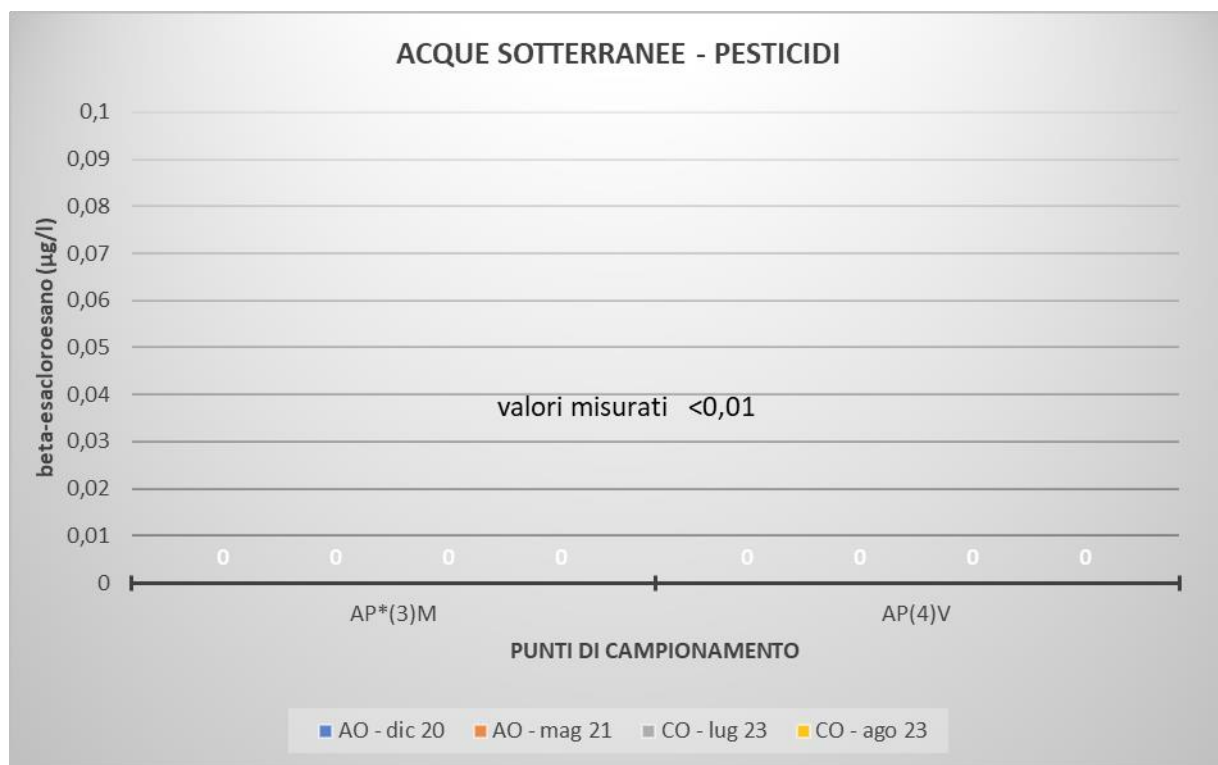 ACQUE SOTTERRANEE - PESTICIDI
beta-esacloroesano (µg/l)
0,1
0,09
0,08
0,07
0,06
0,05
0,04
0,03
0,02
0,01
0
valori misurati <0,01
0 0 0 0 0 0 0 0
AP*(3)M AP(4)V
PUNTI DI CAMPIONAMENTO
AO - dic 20 AO - mag 21 CO - lug 23 CO - ago 23